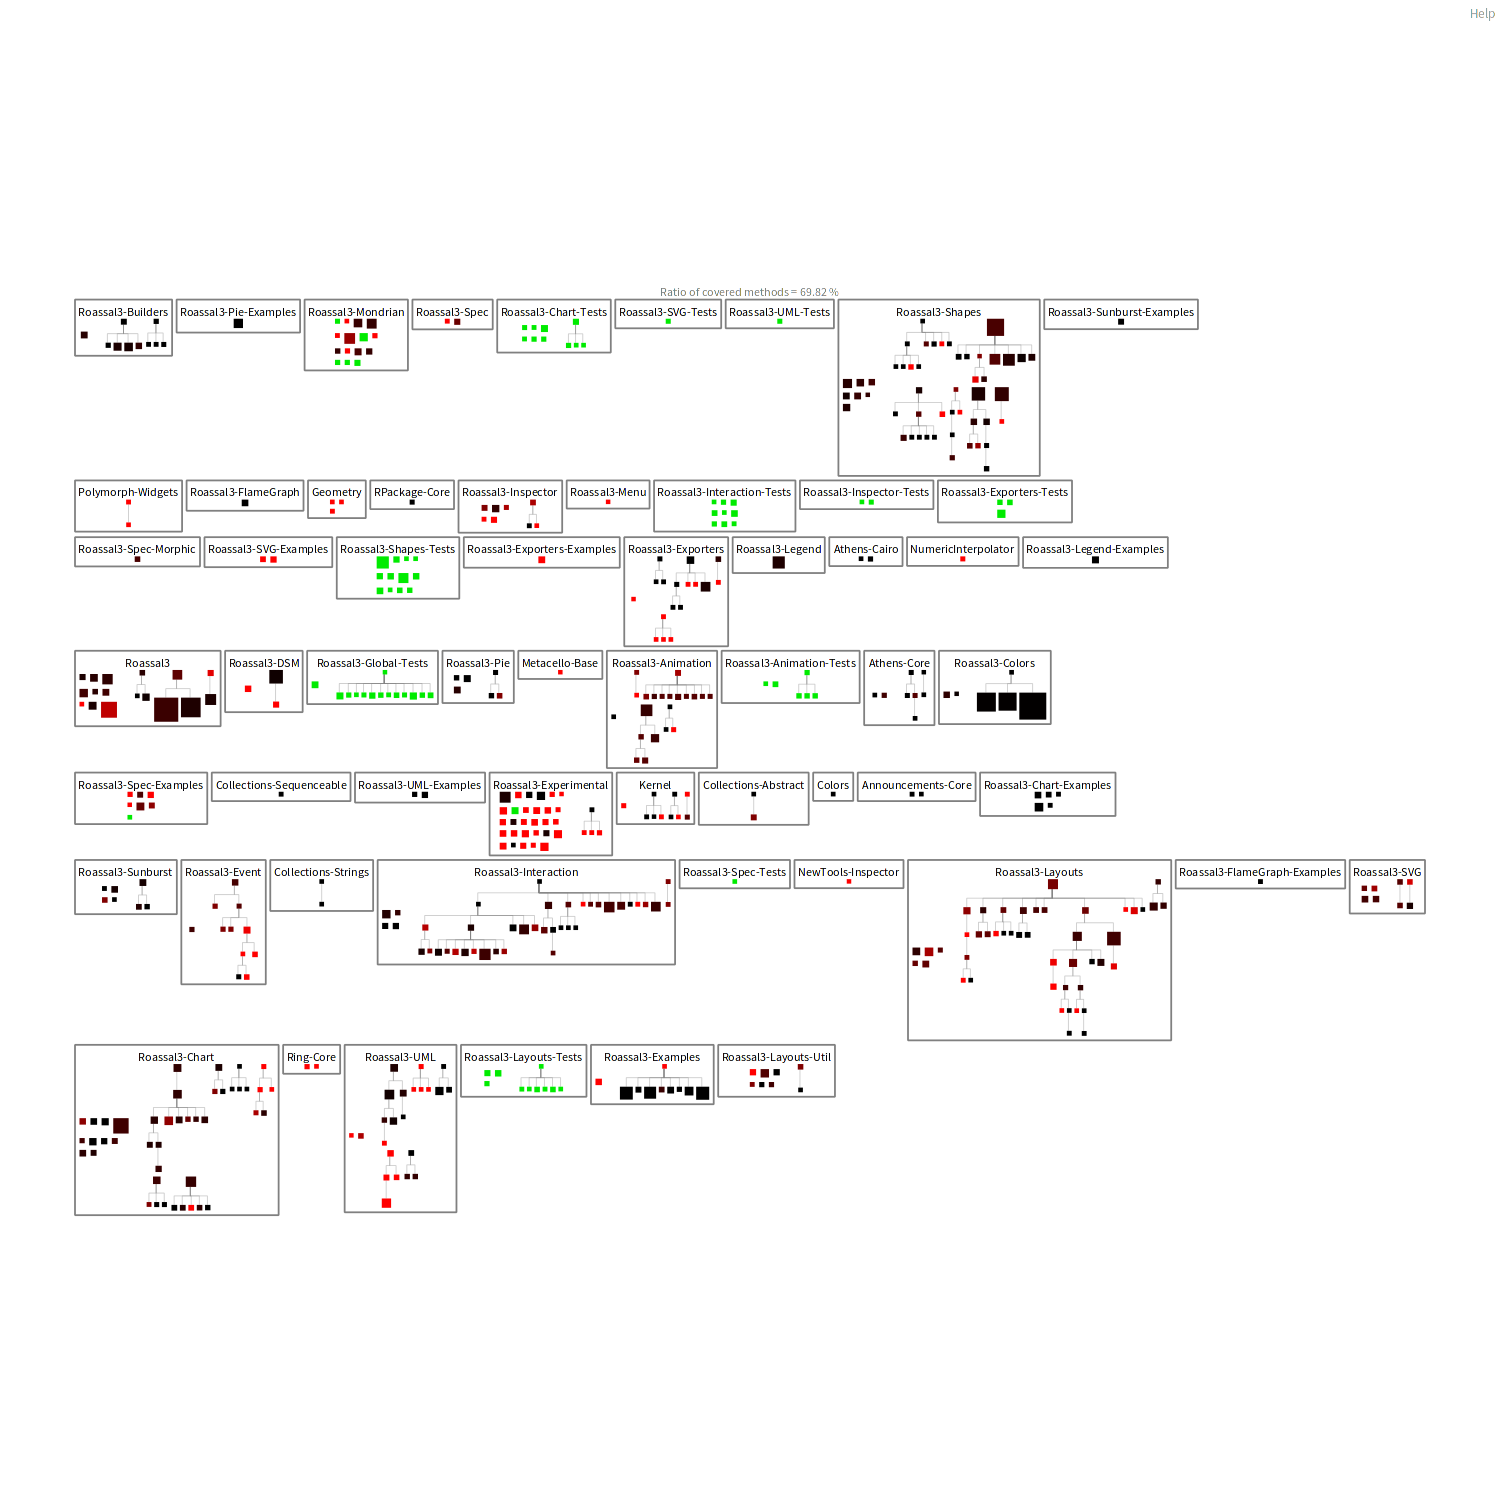 Help
Ratio of covered methods = 69.82 %
Roassal3-Builders
Roassal3-Pie-Examples
Roassal3-Mondrian
Roassal3-Spec
Roassal3-Chart-Tests
Roassal3-SVG-Tests
Roassal3-UML-Tests
Roassal3-Shapes
Roassal3-Sunburst-Examples
Polymorph-Widgets
Roassal3-FlameGraph
Geometry
RPackage-Core
Roassal3-Inspector
Roassal3-Menu
Roassal3-Interaction-Tests
Roassal3-Inspector-Tests
Roassal3-Exporters-Tests
Roassal3-Spec-Morphic
Roassal3-SVG-Examples
Roassal3-Shapes-Tests
Roassal3-Exporters-Examples
Roassal3-Exporters
Roassal3-Legend
Athens-Cairo
NumericInterpolator
Roassal3-Legend-Examples
Roassal3
Roassal3-DSM
Roassal3-Global-Tests
Roassal3-Pie
Metacello-Base
Roassal3-Animation
Roassal3-Animation-Tests
Athens-Core
Roassal3-Colors
Roassal3-Spec-Examples
Collections-Sequenceable
Roassal3-UML-Examples
Roassal3-Experimental
Kernel
Collections-Abstract
Colors
Announcements-Core
Roassal3-Chart-Examples
Roassal3-Sunburst
Roassal3-Event
Collections-Strings
Roassal3-Interaction
Roassal3-Spec-Tests
NewTools-Inspector
Roassal3-Layouts
Roassal3-FlameGraph-Examples
Roassal3-SVG
Roassal3-Chart
Ring-Core
Roassal3-UML
Roassal3-Layouts-Tests
Roassal3-Examples
Roassal3-Layouts-Util